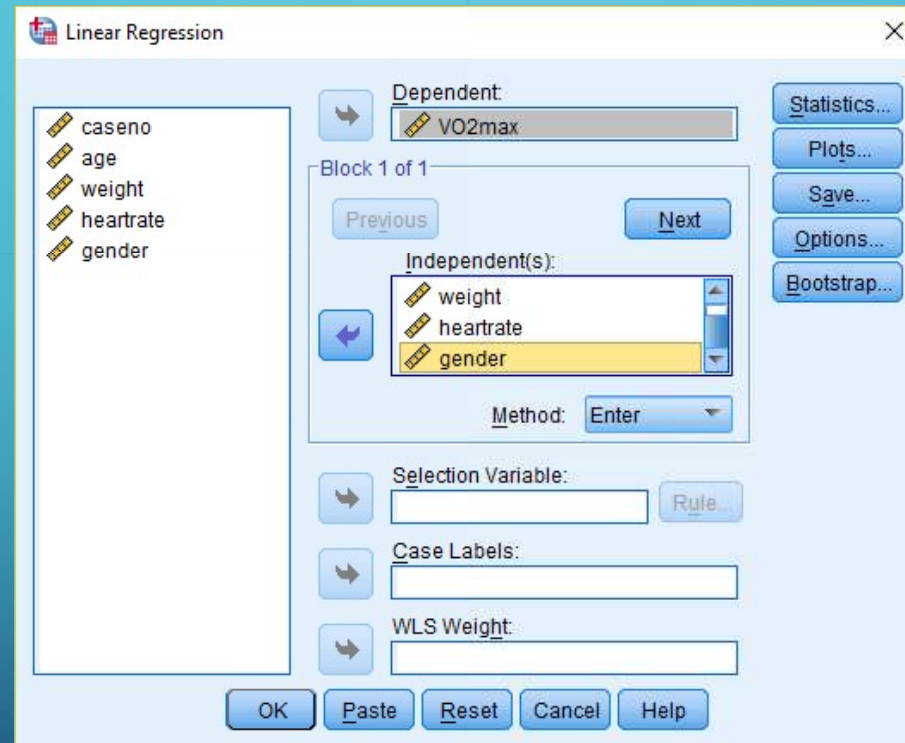 Linear Regression
caseno
age
weight
heartrate
gender
Dependent:
VO2max
Block 1 of 1
Previous
Next
Independent(s):
weight
heartrate
gender
Method:
Enter
Selection Variable:
Rule...
Case Labels:
WLS Weight:
Statistics...
Plots...
Save...
Options...
Bootstrap...
OK
Paste
Reset
Cancel
Help